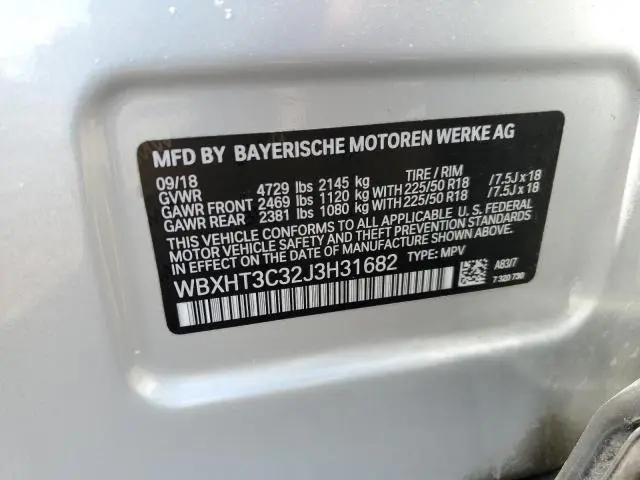 MFD BY BAYERISCHE MOTOREN WERKE AG
09/18 TIRE / RIM
GVWR 4729 lbs 2145 kg
GAWR FRONT 2469 lbs 1120 kg WITH 225/50 R18 /7.5J x 18
GAWR REAR 2381 lbs 1080 kg WITH 225/50 R18 /7.5J x 18
THIS VEHICLE CONFORMS TO ALL APPLICABLE U. S. FEDERAL
MOTOR VEHICLE SAFETY AND THEFT PREVENTION STANDARDS
IN EFFECT ON THE DATE OF MANUFACTURE SHOWN ABOVE.
WBXHT3C32J3H31682 TYPE: MPV
A83/7
7 320 730